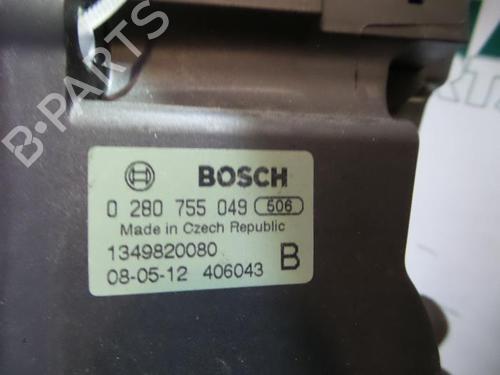 B-PARTS
BOSCH
0 280 755 049 506
Made in Czech Republic
1349820080
08-05-12 406043 B